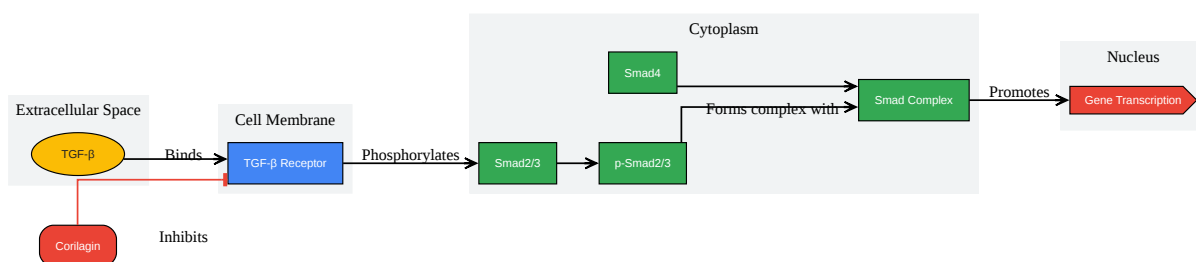 Cytoplasm
Nucleus
Smad4
Extracellular Space
Cell Membrane
TGF-β
Binds
TGF-β Receptor
Phosphorylates
Smad2/3
p-Smad2/3
Forms complex with
Smad Complex
Promotes
Gene Transcription
Corilagin
Inhibits